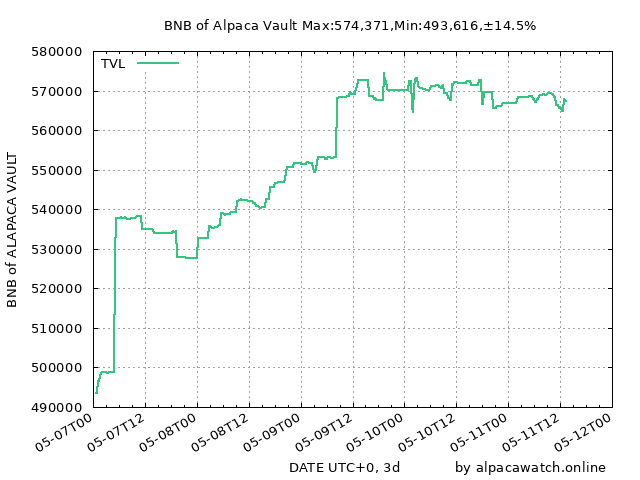 BNB of Alpaca Vault Max:574,371,Min:493,616,±14.5%
TVL
BNB of ALAPACA VAULT
580000
570000
560000
550000
540000
530000
520000
510000
500000
490000
05-07T00
05-07T12
05-08T00
05-08T12
05-09T00
05-09T12
05-10T00
05-10T12
05-11T00
05-11T12
05-12T00
DATE UTC+0, 3d
by alpacawatch.online